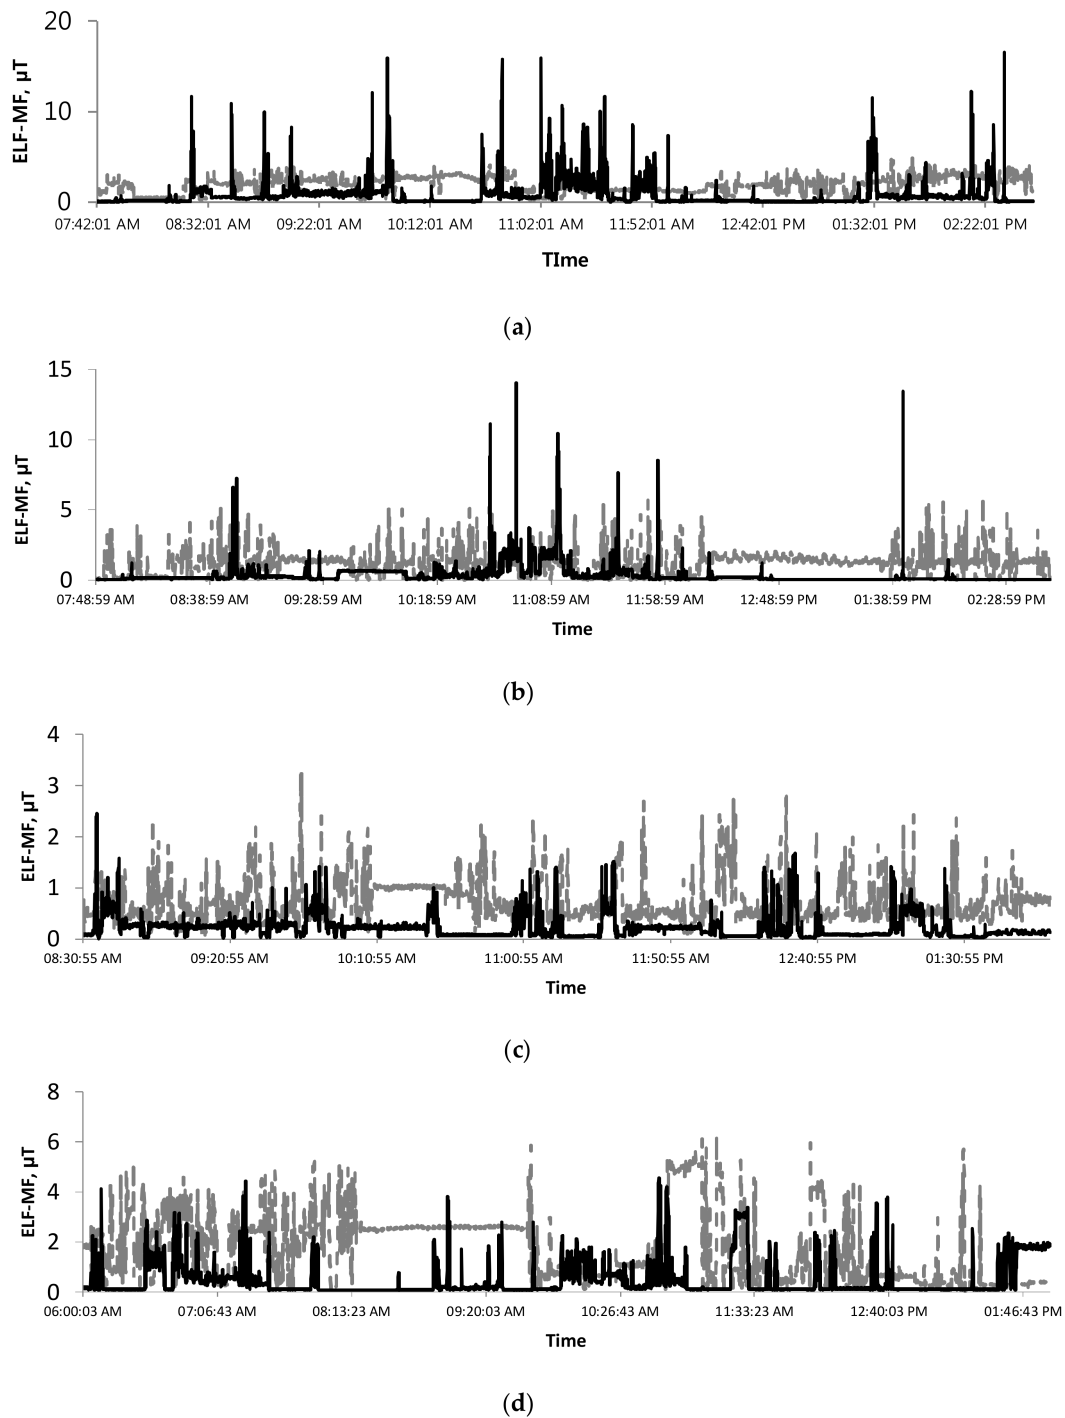 20
10
0
ELF-MF, µT
07:42:01 AM 08:32:01 AM 09:22:01 AM 10:12:01 AM 11:02:01 AM 11:52:01 AM 12:42:01 PM 01:32:01 PM 02:22:01 PM
TIme
(a)
15
10
5
0
ELF-MF, µT
07:48:59 AM 08:38:59 AM 09:28:59 AM 10:18:59 AM 11:08:59 AM 11:58:59 AM 12:48:59 PM 01:38:59 PM 02:28:59 PM
Time
(b)
4
3
2
1
0
ELF-MF, µT
08:30:55 AM 09:20:55 AM 10:10:55 AM 11:00:55 AM 11:50:55 AM 12:40:55 PM 01:30:55 PM
Time
(c)
8
6
4
2
0
ELF-MF, µT
06:00:03 AM 07:06:43 AM 08:13:23 AM 09:20:03 AM 10:26:43 AM 11:33:23 AM 12:40:03 PM 01:46:43 PM
Time
(d)